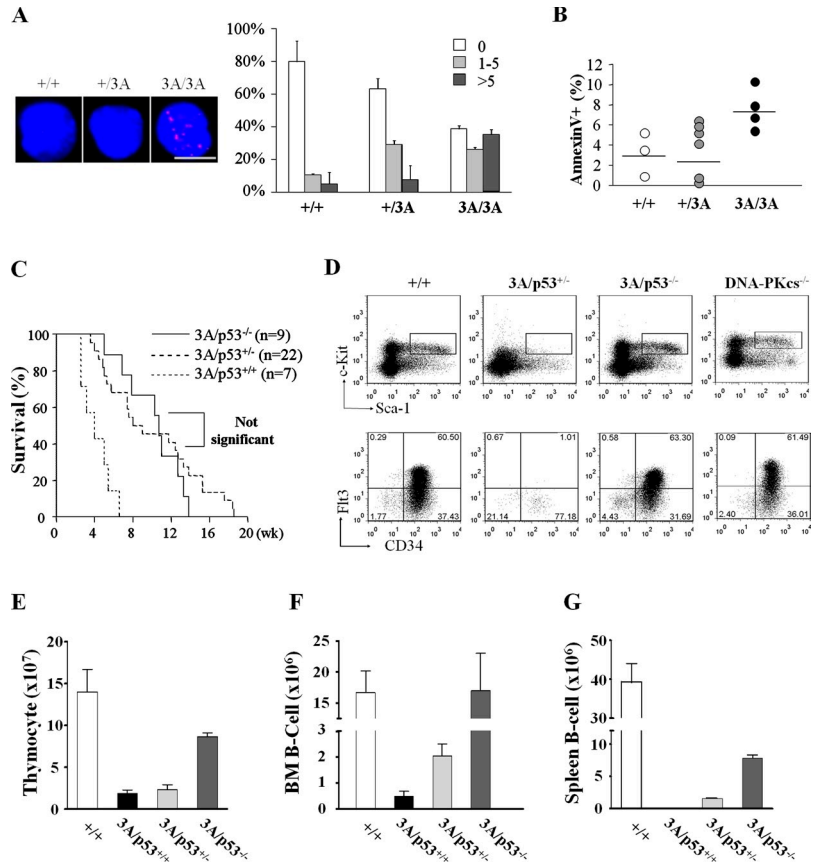 A
+/+ +/3A 3A/3A
100%
80%
60%
40%
20%
0%
0
1-5
>5
+/+ +/3A 3A/3A
B
AnnexinV+ (%)
12
10
8
6
4
2
0
+/+ +/3A 3A/3A
C
Survival (%)
100
80
60
40
20
0
0 4 8 12 16 20 (wk)
3A/p53-/- (n=9)
3A/p53+/- (n=22)
3A/p53+/+ (n=7)
Not
significant
D
+/+ 3A/p53+/- 3A/p53-/- DNA-PKcs-/-
c-Kit
Sca-1
0.29 60.50 0.67 1.01 0.58 63.30 0.09 61.49
1.77 37.43 21.14 77.18 4.43 31.69 2.40 36.01
Flt3
CD34
E
Thymocyte (x10⁷)
20
15
10
5
0
+/+ 3A/p53+/+ 3A/p53+/- 3A/p53-/-
F
BM B-Cell (x10⁶)
25
20
15
10
2
1
0
+/+ 3A/p53+/+ 3A/p53+/- 3A/p53-/-
G
Spleen B-cell (x10⁶)
50
40
30
10
5
0
+/+ 3A/p53+/+ 3A/p53+/- 3A/p53-/-